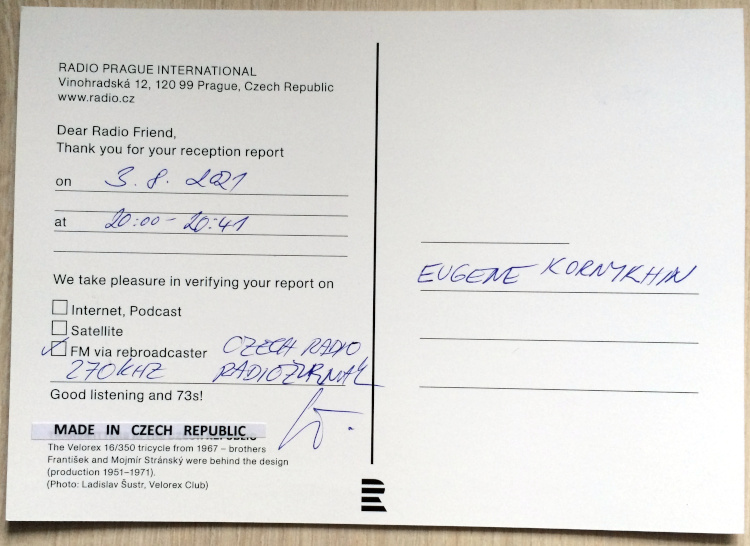 RADIO PRAGUE INTERNATIONAL
Vinohradská 12, 120 99 Prague, Czech Republic
www.radio.cz
Dear Radio Friend,
Thank you for your reception report
on 3. 8. 2021
at 20:00 - 20:41
We take pleasure in verifying your report on
Internet, Podcast
Satellite
FM via rebroadcaster CZECH RADIO
270KHZ RADIOŽURNÁL
Good listening and 73s!
MADE IN CZECH REPUBLIC
The Velorex 16/350 tricycle from 1967 – brothers
František and Mojmír Stránský were behind the design
(production 1951–1971).
(Photo: Ladislav Šustr, Velorex Club)
EUGENE KORNYKHIN